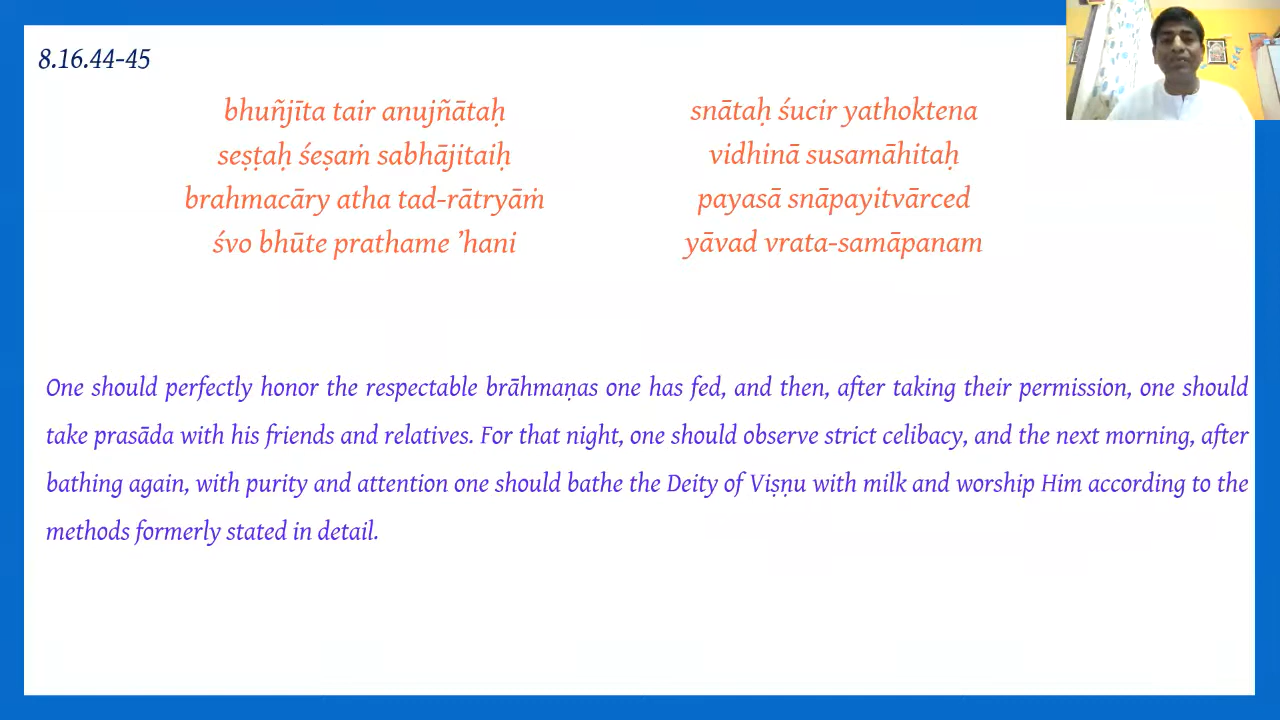 8.16.44-45
bhuñjīta tair anujñātaḥ
seṣṭaḥ śeṣaṁ sabhājitaiḥ
brahmacāry atha tad-rātryāṁ
śvo bhūte prathame ’hani
snātaḥ śucir yathoktena
vidhinā susamāhitaḥ
payasā snāpayitvārced
yāvad vrata-samāpanam
One should perfectly honor the respectable brāhmaṇas one has fed, and then, after taking their permission, one should
take prasāda with his friends and relatives. For that night, one should observe strict celibacy, and the next morning, after
bathing again, with purity and attention one should bathe the Deity of Viṣṇu with milk and worship Him according to the
methods formerly stated in detail.